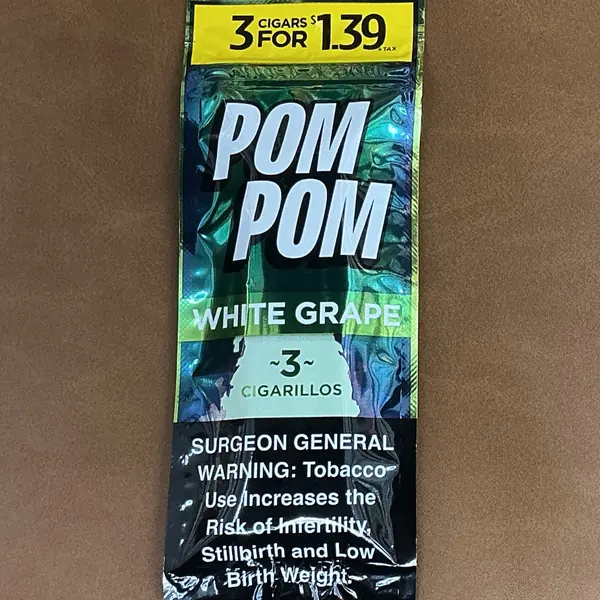 3 CIGARS FOR $1.39 +TAX
POM
POM
WHITE GRAPE
~3~
CIGARILLOS
SURGEON GENERAL
WARNING: Tobacco
Use Increases the
Risk of Infertility,
Stillbirth and Low
Birth Weight.